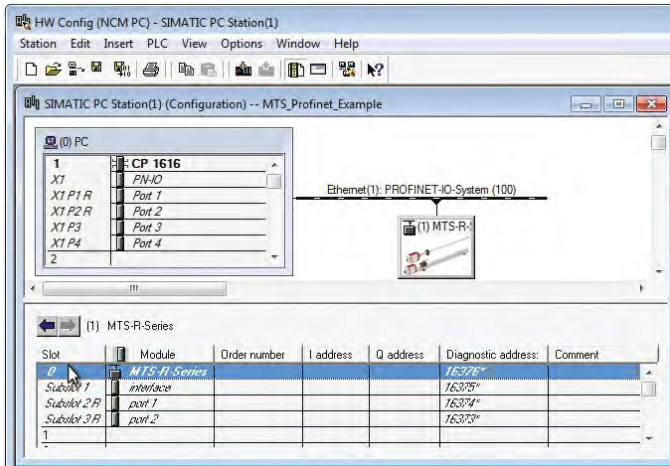 HW Config (NCM PC) - SIMATIC PC Station(1)
Station Edit Insert PLC View Options Window Help
SIMATIC PC Station(1) (Configuration) -- MTS_Profinet_Example
(0) PC
1 CP 1616
X1 PN-IO
X1 P1 R Port 1
X1 P2 R Port 2
X1 P3 Port 3
X1 P4 Port 4
2
Ethernet(1): PROFINET-IO-System (100)
(1) MTS-R-S
(1) MTS-R-Series
Slot Module Order number I address Q address Diagnostic address: Comment
0 MTS-R-Series 16376*
Subslot 1 interface 16375*
Subslot 2 R port 1 16374*
Subslot 3 R port 2 16373*
1